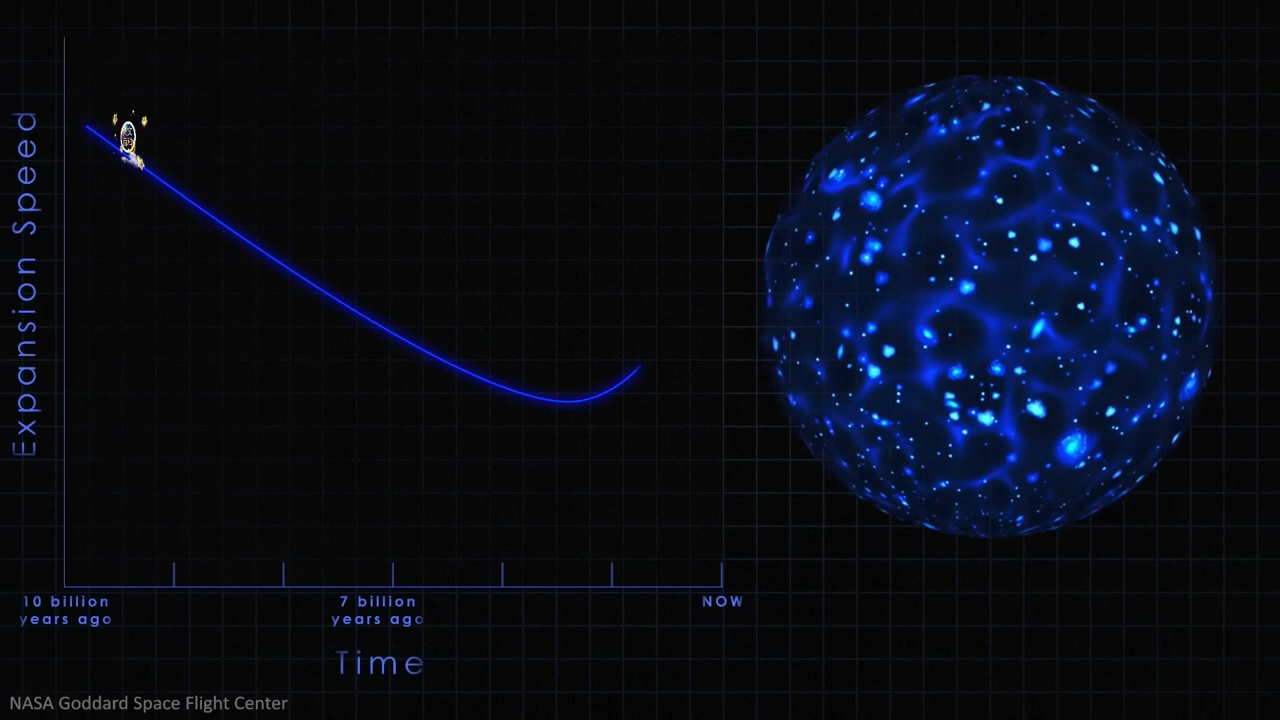 Expansion Speed
10 billion
years ago
7 billion
years ago
NOW
Time
NASA Goddard Space Flight Center